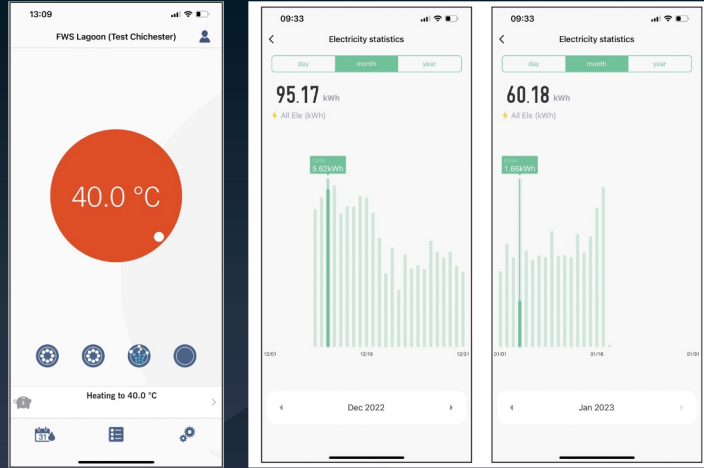 13:09
FWS Lagoon (Test Chichester)
40.0 °C
Heating to 40.0 °C
31
09:33
Electricity statistics
day month year
95.17 kWh
All Ele (kWh)
5.62kWh
12/01 12/16 12/31
Dec 2022
09:33
Electricity statistics
day month year
60.18 kWh
All Ele (kWh)
1.66kWh
01/01 01/16 01/31
Jan 2023